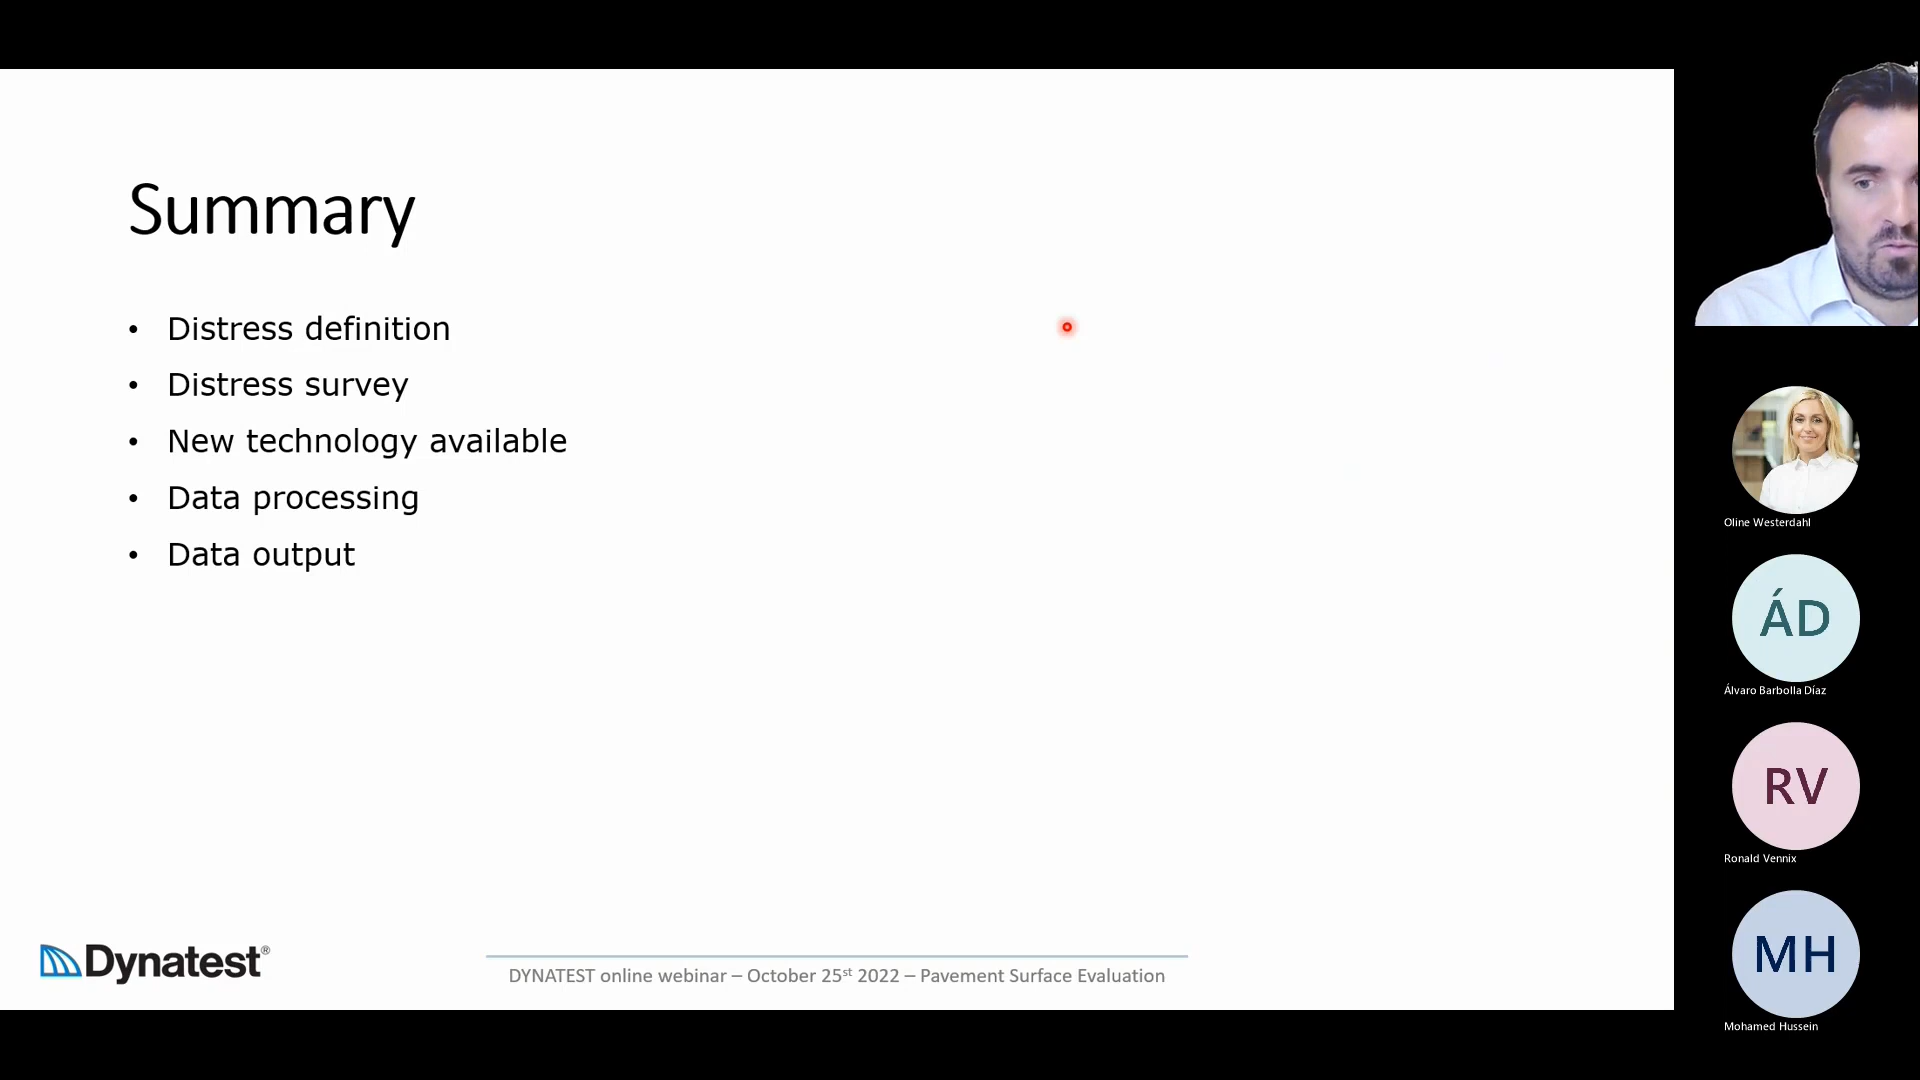 Summary
• Distress definition
• Distress survey
• New technology available
• Data processing
• Data output
Dynatest®
DYNATEST online webinar – October 25st 2022 – Pavement Surface Evaluation
Oline Westerdahl
ÁD
Álvaro Barbolla Díaz
RV
Ronald Vennix
MH
Mohamed Hussein